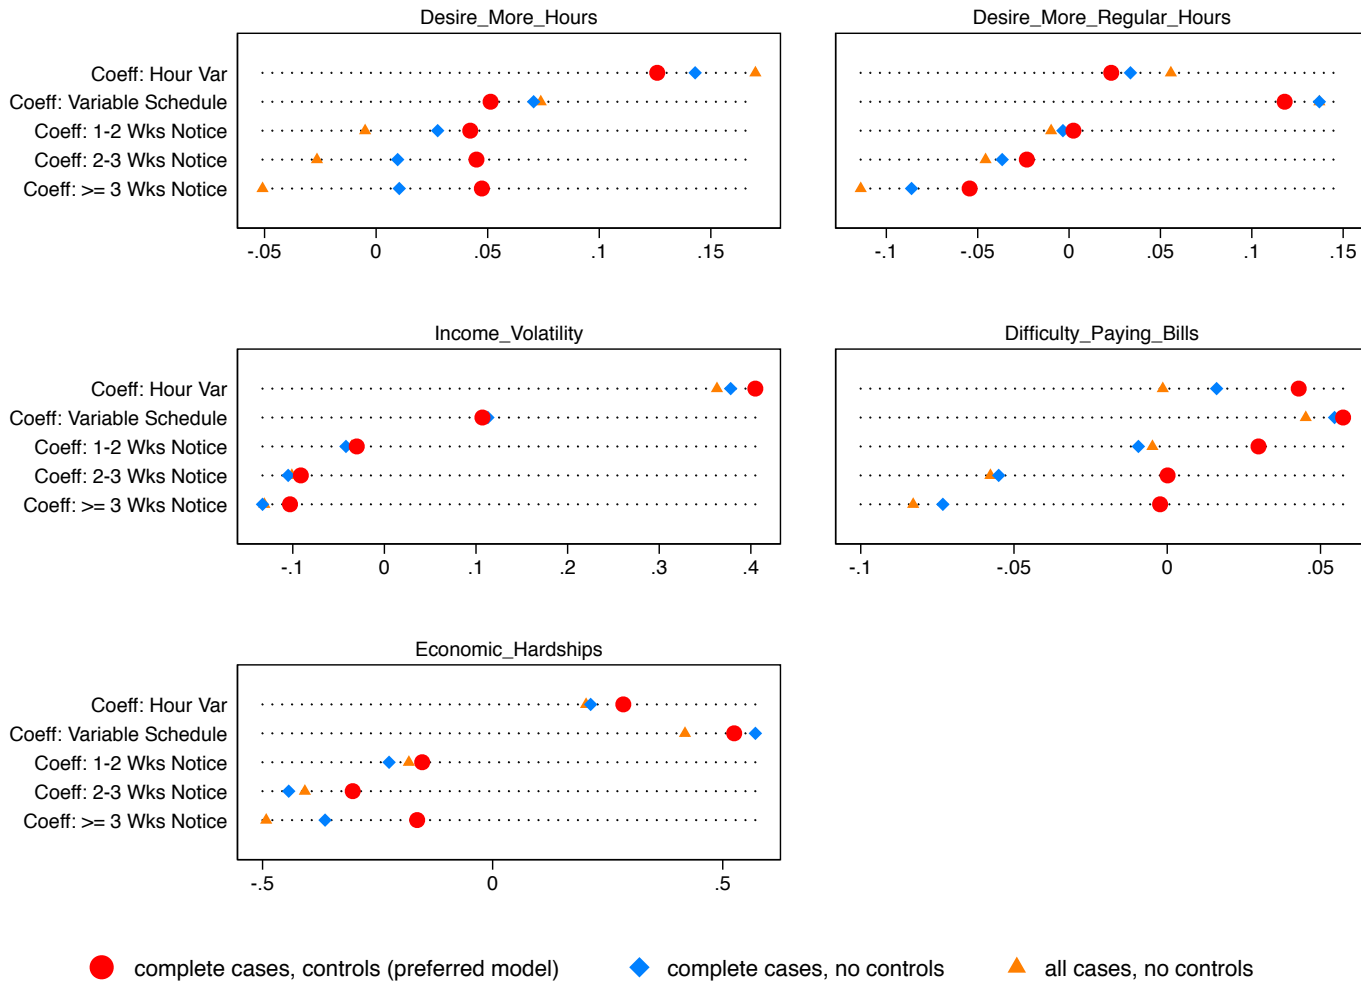 Desire_More_Hours
Coeff: Hour Var
Coeff: Variable Schedule
Coeff: 1-2 Wks Notice
Coeff: 2-3 Wks Notice
Coeff: >= 3 Wks Notice
-.05 0 .05 .1 .15
Desire_More_Regular_Hours
-.1 -.05 0 .05 .1 .15
Income_Volatility
Coeff: Hour Var
Coeff: Variable Schedule
Coeff: 1-2 Wks Notice
Coeff: 2-3 Wks Notice
Coeff: >= 3 Wks Notice
-.1 0 .1 .2 .3 .4
Difficulty_Paying_Bills
-.1 -.05 0 .05
Economic_Hardships
Coeff: Hour Var
Coeff: Variable Schedule
Coeff: 1-2 Wks Notice
Coeff: 2-3 Wks Notice
Coeff: >= 3 Wks Notice
-.5 0 .5
complete cases, controls (preferred model) complete cases, no controls all cases, no controls